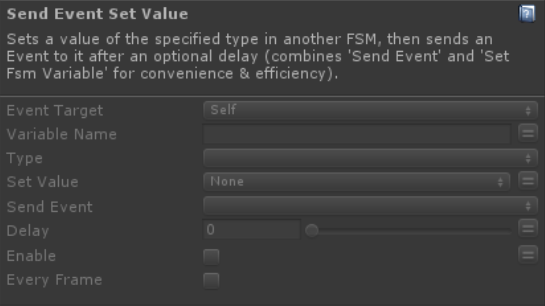 Send Event Set Value
Sets a value of the specified type in another FSM, then sends an
Event to it after an optional delay (combines 'Send Event' and 'Set
Fsm Variable' for convenience & efficiency).
Event Target Self
Variable Name
Type
Set Value None
Send Event
Delay 0
Enable
Every Frame